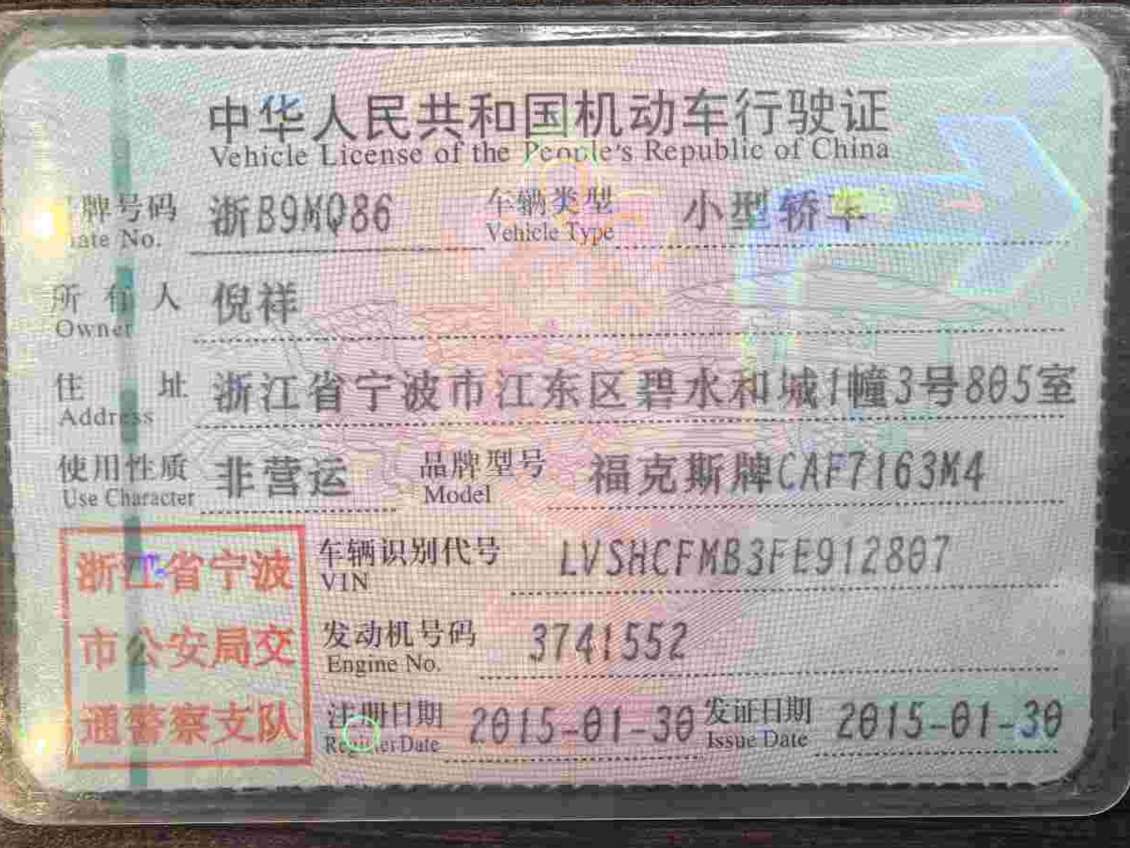 中华人民共和国机动车行驶证
Vehicle License of the People's Republic of China
牌号码 浙B9MQ86 车辆类型 小型轿车
Plate No. Vehicle Type
所有人 倪祥
Owner
住址 浙江省宁波市江东区碧水和城1幢3号805室
Address
使用性质 非营运 品牌型号 福克斯牌CAF7163M4
Use Character Model
浙江省宁波 车辆识别代号 LVSHCFMB3FE912807
VIN
市公安局交 发动机号码 3741552
Engine No.
通警察支队 注册日期 2015-01-30 发证日期 2015-01-30
Register Date Issue Date